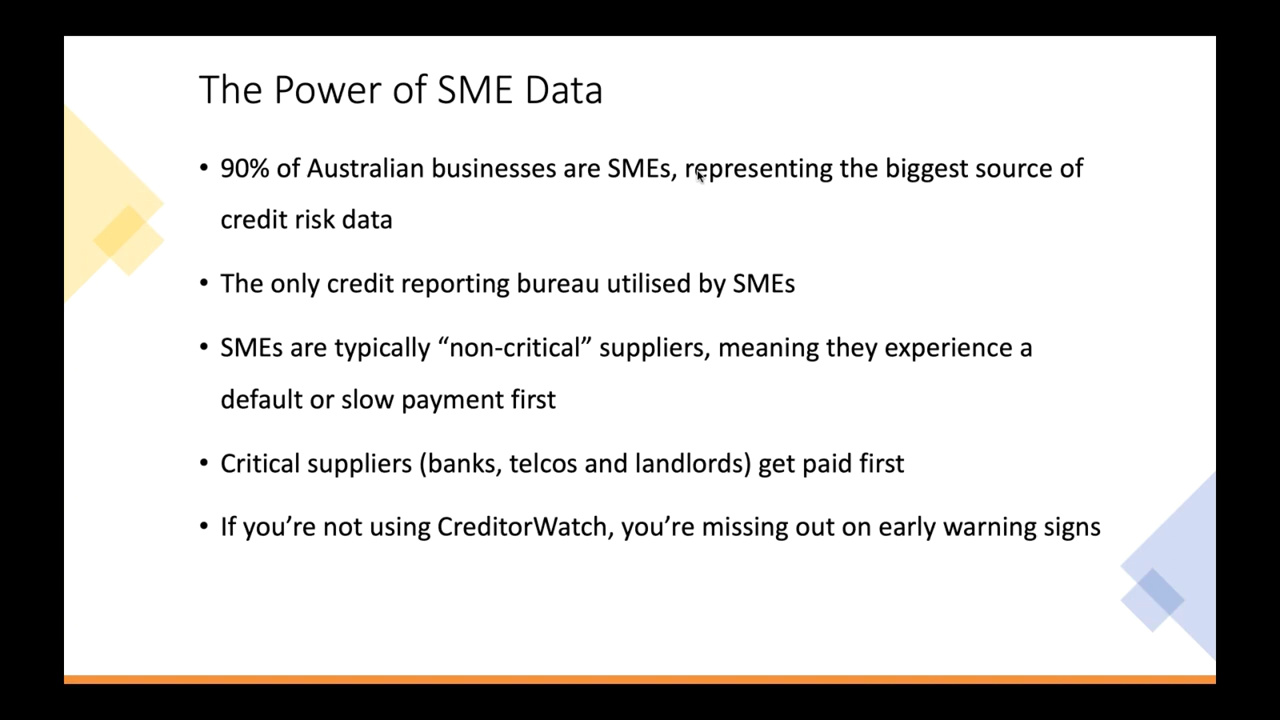 The Power of SME Data
• 90% of Australian businesses are SMEs, representing the biggest source of
credit risk data
• The only credit reporting bureau utilised by SMEs
• SMEs are typically “non-critical” suppliers, meaning they experience a
default or slow payment first
• Critical suppliers (banks, telcos and landlords) get paid first
• If you’re not using CreditorWatch, you’re missing out on early warning signs